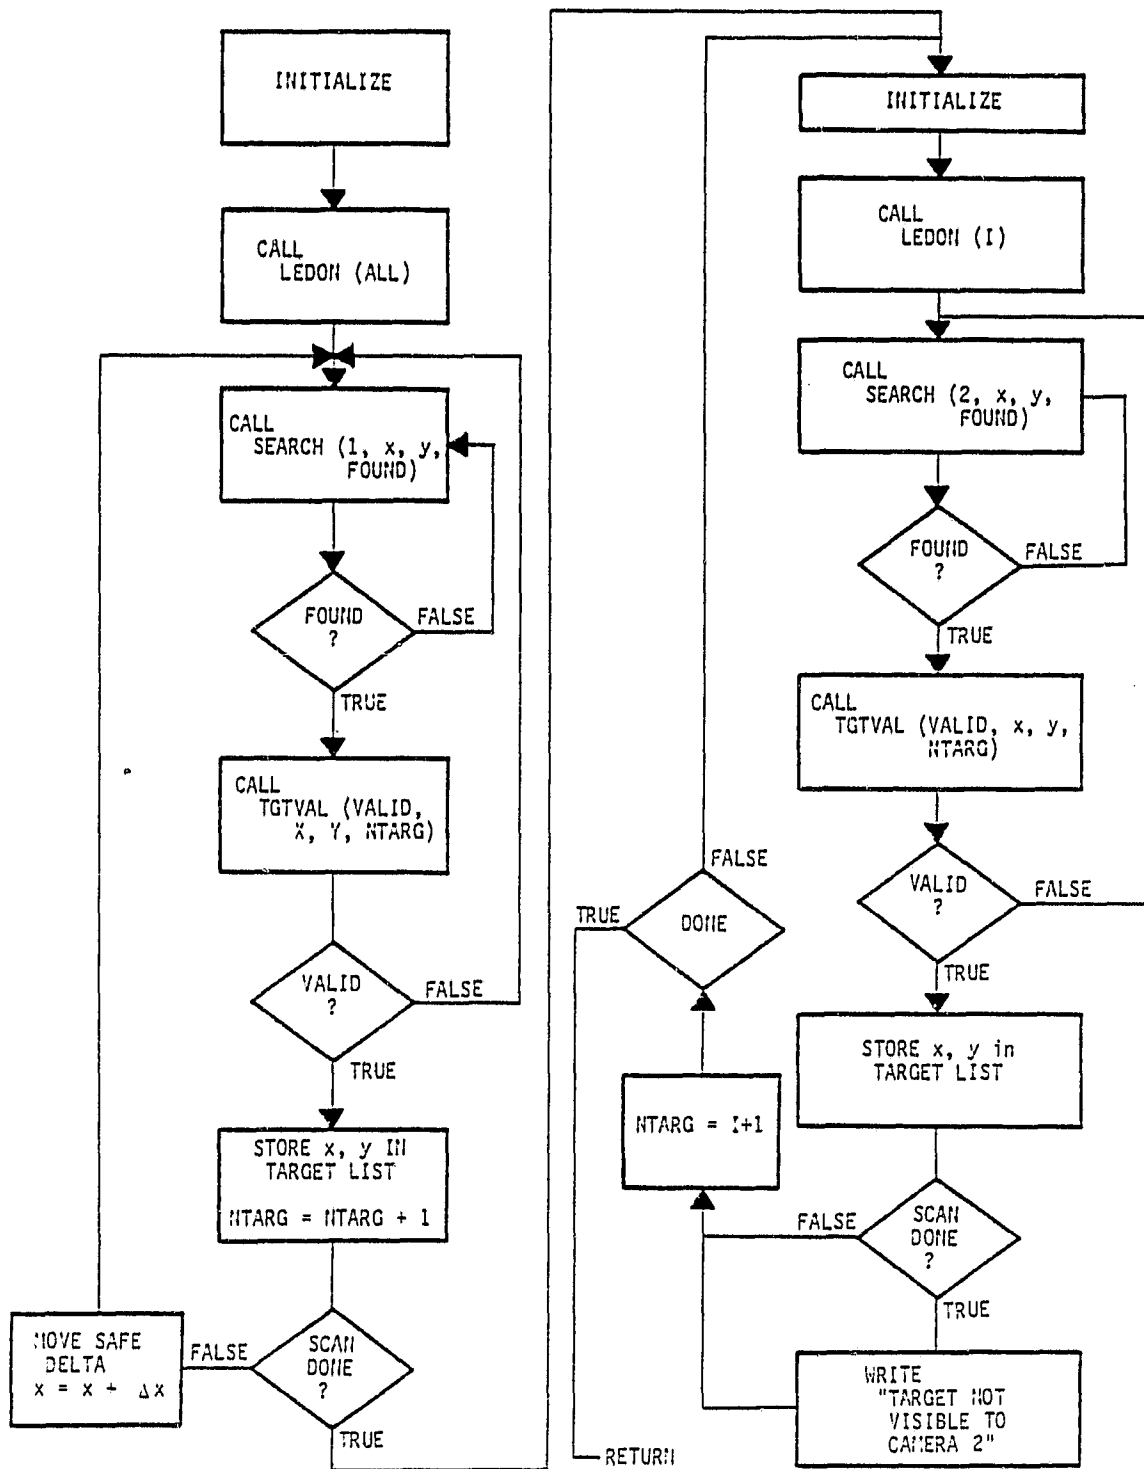 INITIALIZE
CALL
LEDON (ALL)
CALL
SEARCH (1, x, y,
FOUND)
FOUND
?
FALSE
TRUE
CALL
TGTVAL (VALID,
X, Y, NTARG)
VALID
?
FALSE
TRUE
STORE x, y IN
TARGET LIST
NTARG = NTARG + 1
SCAN
DONE
?
FALSE
TRUE
MOVE SAFE
DELTA
x = x + Δx
INITIALIZE
CALL
LEDON (I)
CALL
SEARCH (2, x, y,
FOUND)
FOUND
?
FALSE
TRUE
CALL
TGTVAL (VALID, x, y,
NTARG)
VALID
?
FALSE
TRUE
STORE x, y in
TARGET LIST
SCAN
DONE
?
FALSE
TRUE
WRITE
"TARGET NOT
VISIBLE TO
CAMERA 2"
NTARG = I+1
DONE
FALSE
TRUE
RETURN